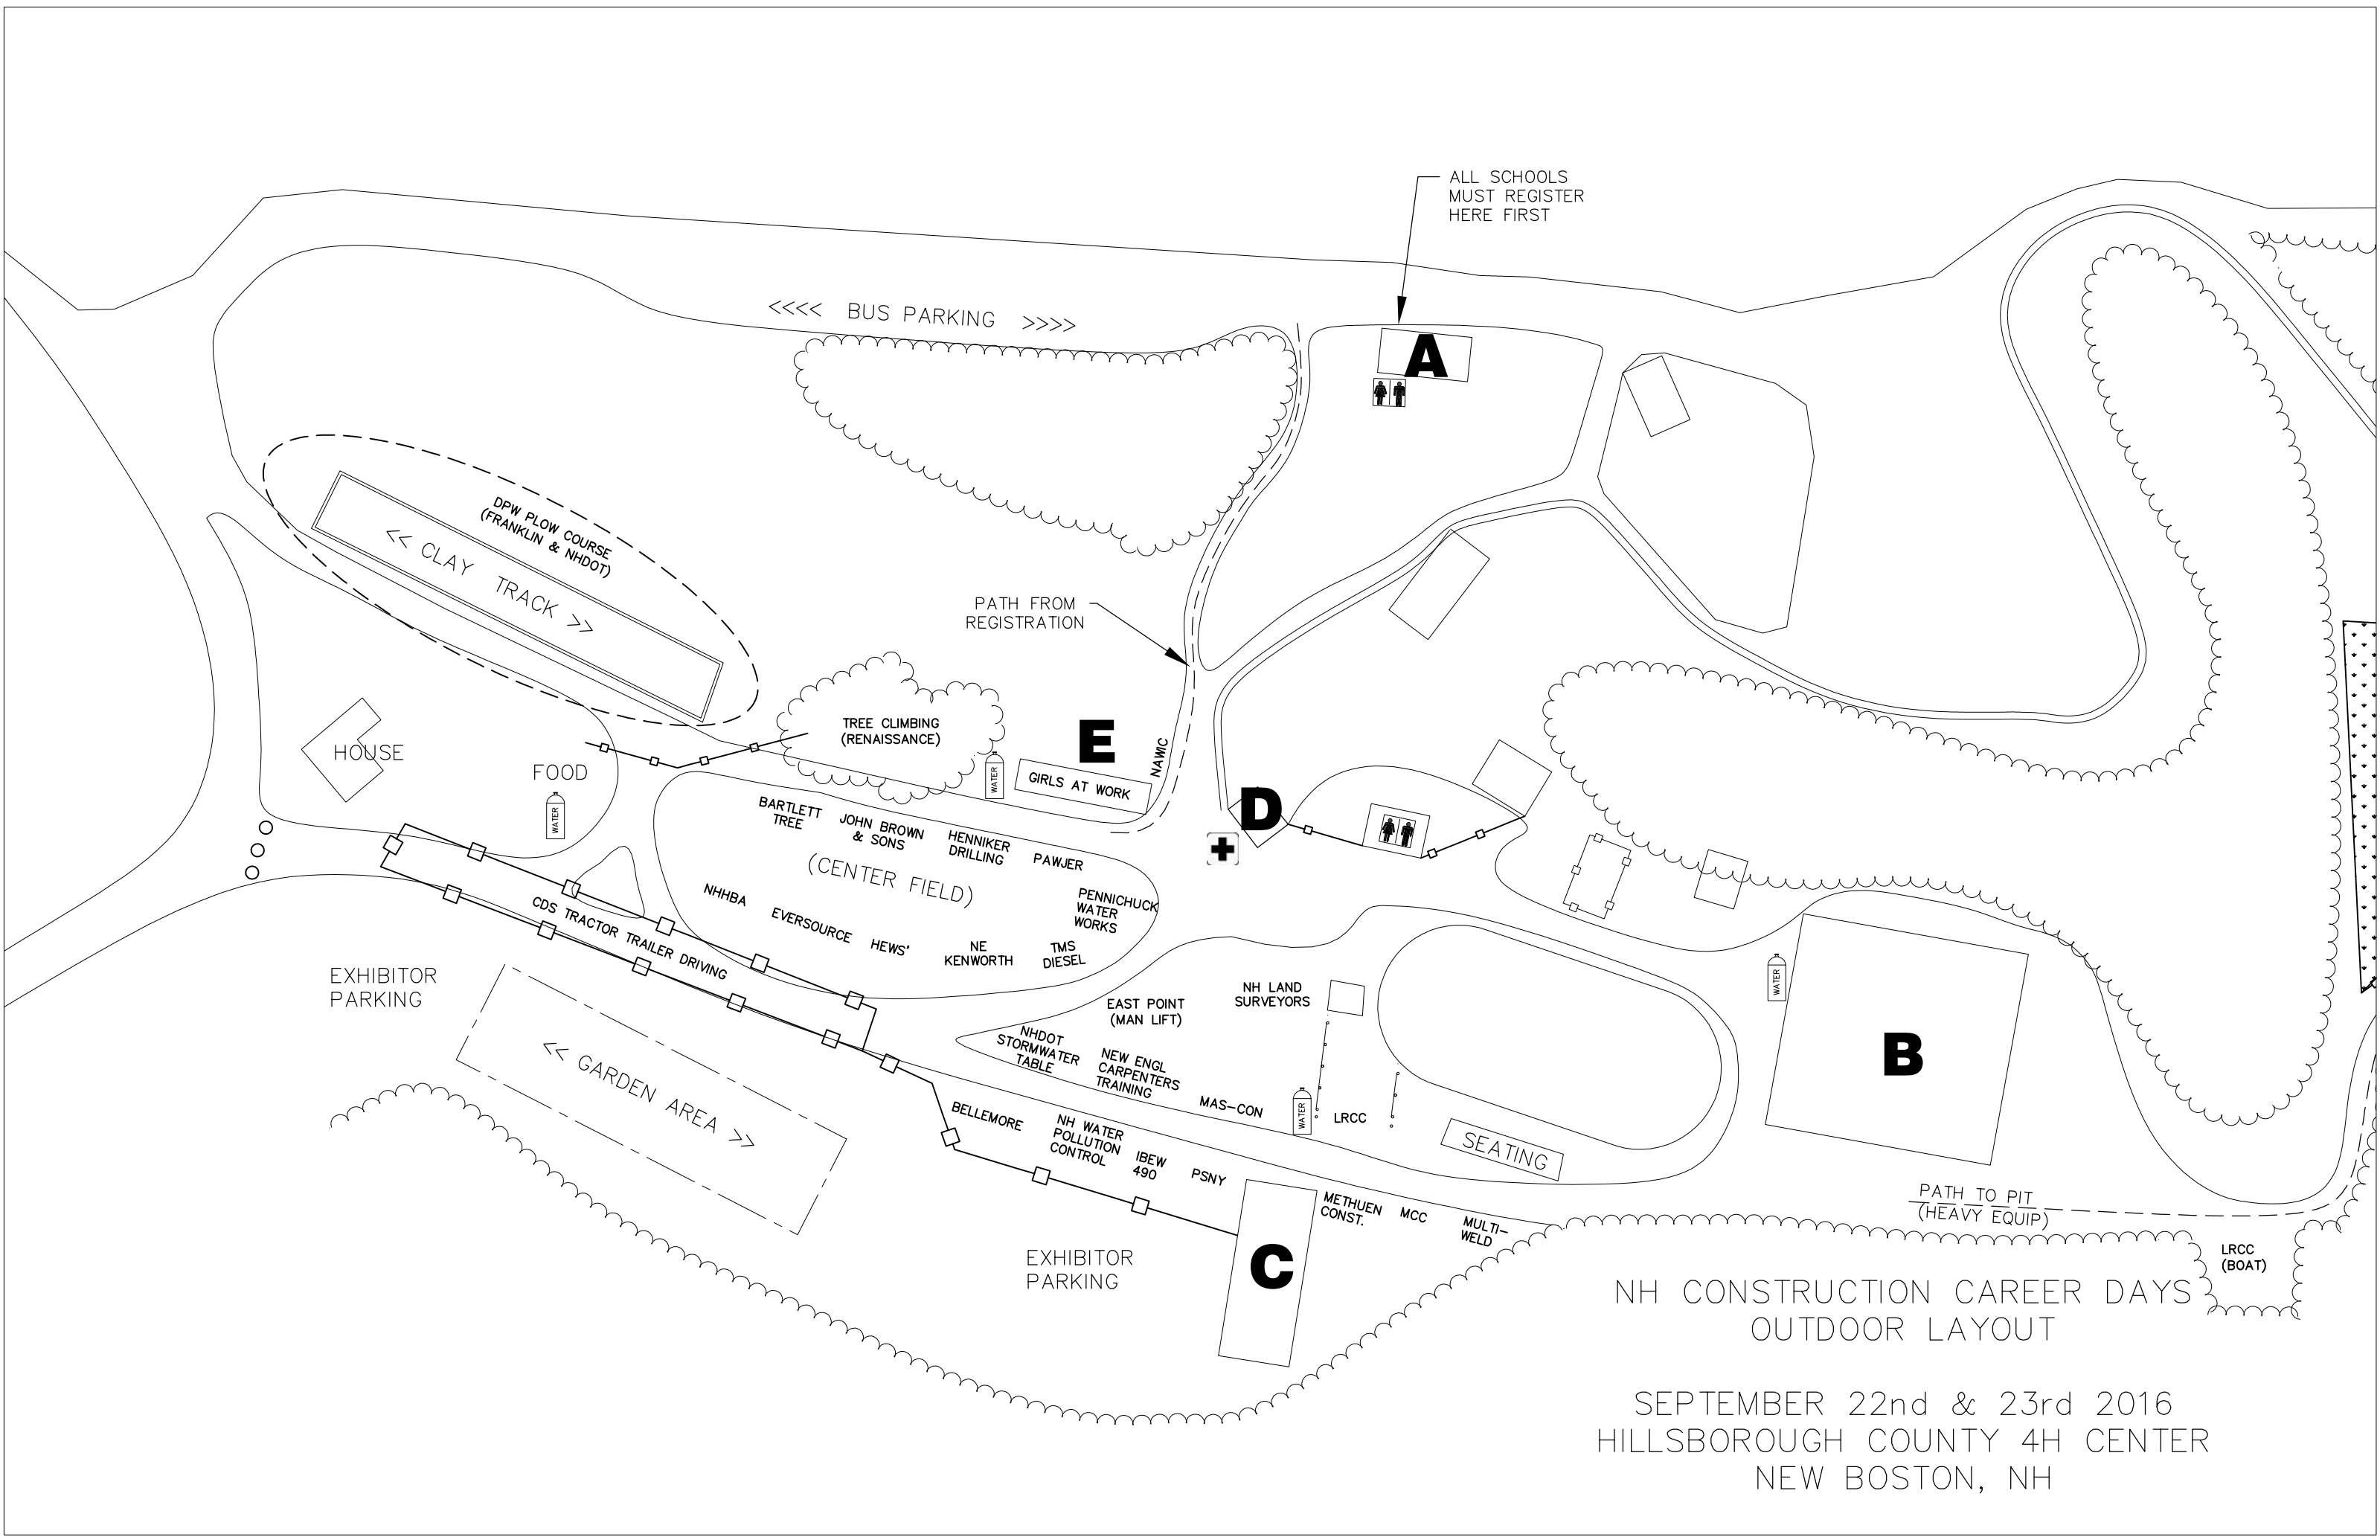 ALL SCHOOLS
MUST REGISTER
HERE FIRST
<<<< BUS PARKING >>>>
A
DPW PLOW COURSE
(FRANKLIN & NHDOT)
<< CLAY TRACK >>
PATH FROM
REGISTRATION
TREE CLIMBING
(RENAISSANCE)
E
NAWIC
GIRLS AT WORK
WATER
HOUSE
FOOD
WATER
D
BARTLETT
TREE
JOHN BROWN
& SONS
HENNIKER
DRILLING
PAWJER
(CENTER FIELD)
NHHBA
EVERSOURCE
HEWS'
NE
KENWORTH
TMS
DIESEL
PENNICHUCK
WATER
WORKS
CDS TRACTOR TRAILER DRIVING
EXHIBITOR
PARKING
<< GARDEN AREA >>
EAST POINT
(MAN LIFT)
NH LAND
SURVEYORS
NHDOT
STORMWATER
TABLE
NEW ENGL
CARPENTERS
TRAINING
MAS-CON
WATER
LRCC
SEATING
WATER
B
BELLEMORE
NH WATER
POLLUTION
CONTROL
IBEW
490
PSNY
METHUEN
CONST.
MCC
MULTI-
WELD
C
EXHIBITOR
PARKING
PATH TO PIT
(HEAVY EQUIP)
LRCC
(BOAT)
NH CONSTRUCTION CAREER DAYS
OUTDOOR LAYOUT
SEPTEMBER 22nd & 23rd 2016
HILLSBOROUGH COUNTY 4H CENTER
NEW BOSTON, NH